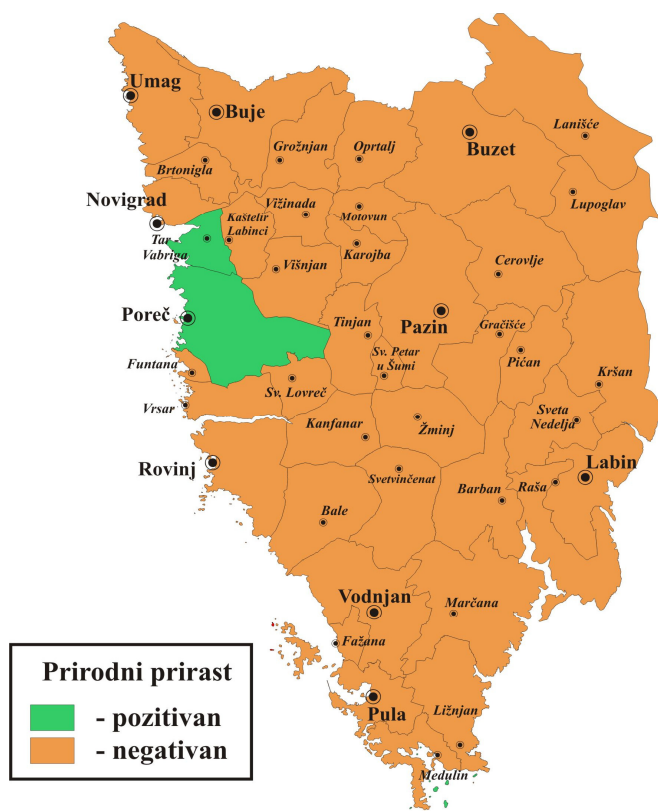 Umag
Buje
Buzet
Lanišće
Grožnjan
Oprtalj
Brtonigla
Lupoglav
Novigrad
Vižinada
Motovun
Kaštelir
Labinci
Tar -
Vabriga
Karojba
Višnjan
Cerovlje
Poreč
Pazin
Tinjan
Gračišće
Sv. Petar
u Šumi
Pićan
Funtana
Kršan
Sv. Lovreč
Vrsar
Sveta
Nedelja
Kanfanar
Žminj
Rovinj
Labin
Svetvinčenat
Raša
Barban
Bale
Vodnjan
Marčana
Fažana
Pula
Ližnjan
Medulin
Prirodni prirast
- pozitivan
- negativan